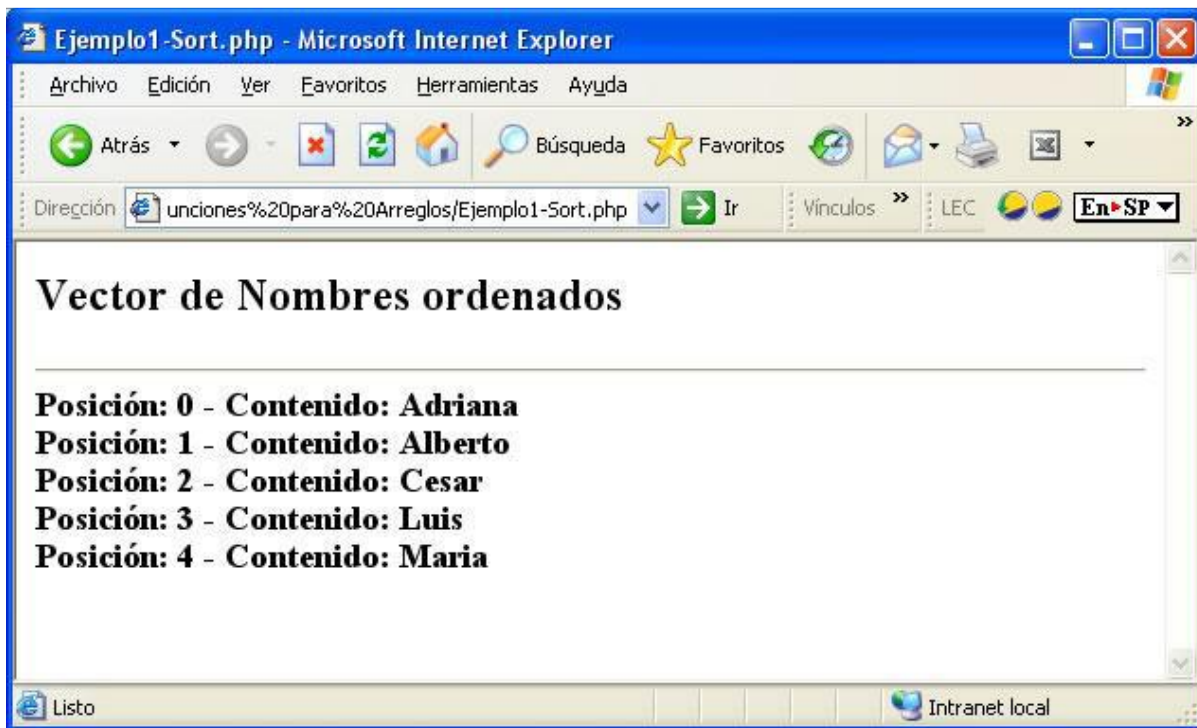 Ejemplo1-Sort.php - Microsoft Internet Explorer
Archivo Edición Ver Favoritos Herramientas Ayuda
Atrás Búsqueda Favoritos »
Dirección unciones%20para%20Arreglos/Ejemplo1-Sort.php Ir Vínculos » LEC En SP
Vector de Nombres ordenados
Posición: 0 - Contenido: Adriana
Posición: 1 - Contenido: Alberto
Posición: 2 - Contenido: Cesar
Posición: 3 - Contenido: Luis
Posición: 4 - Contenido: Maria
Listo Intranet local